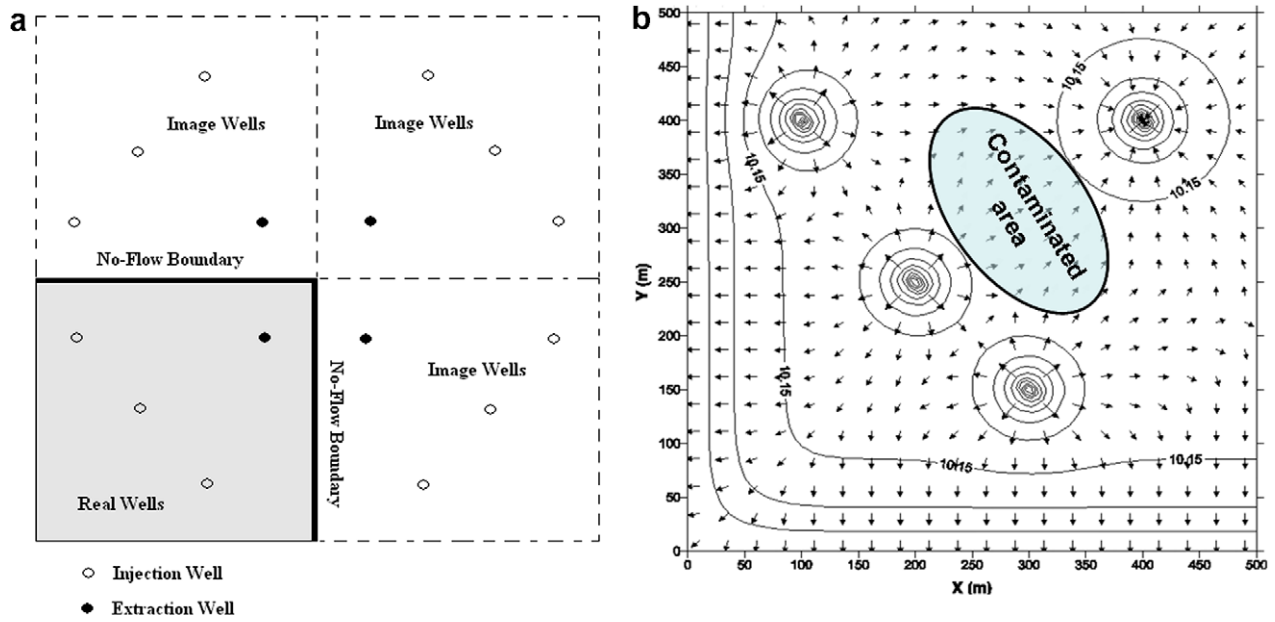 a
Image Wells
Image Wells
No-Flow Boundary
No-Flow Boundary
Image Wells
Real Wells
Injection Well
Extraction Well
b
500
450
400
350
300
250
200
150
100
50
0
Y (m)
0
50
100
150
200
250
300
350
400
450
500
X (m)
10.15
10.15
10.15
10.15
10.15
10.15
Contaminated
area